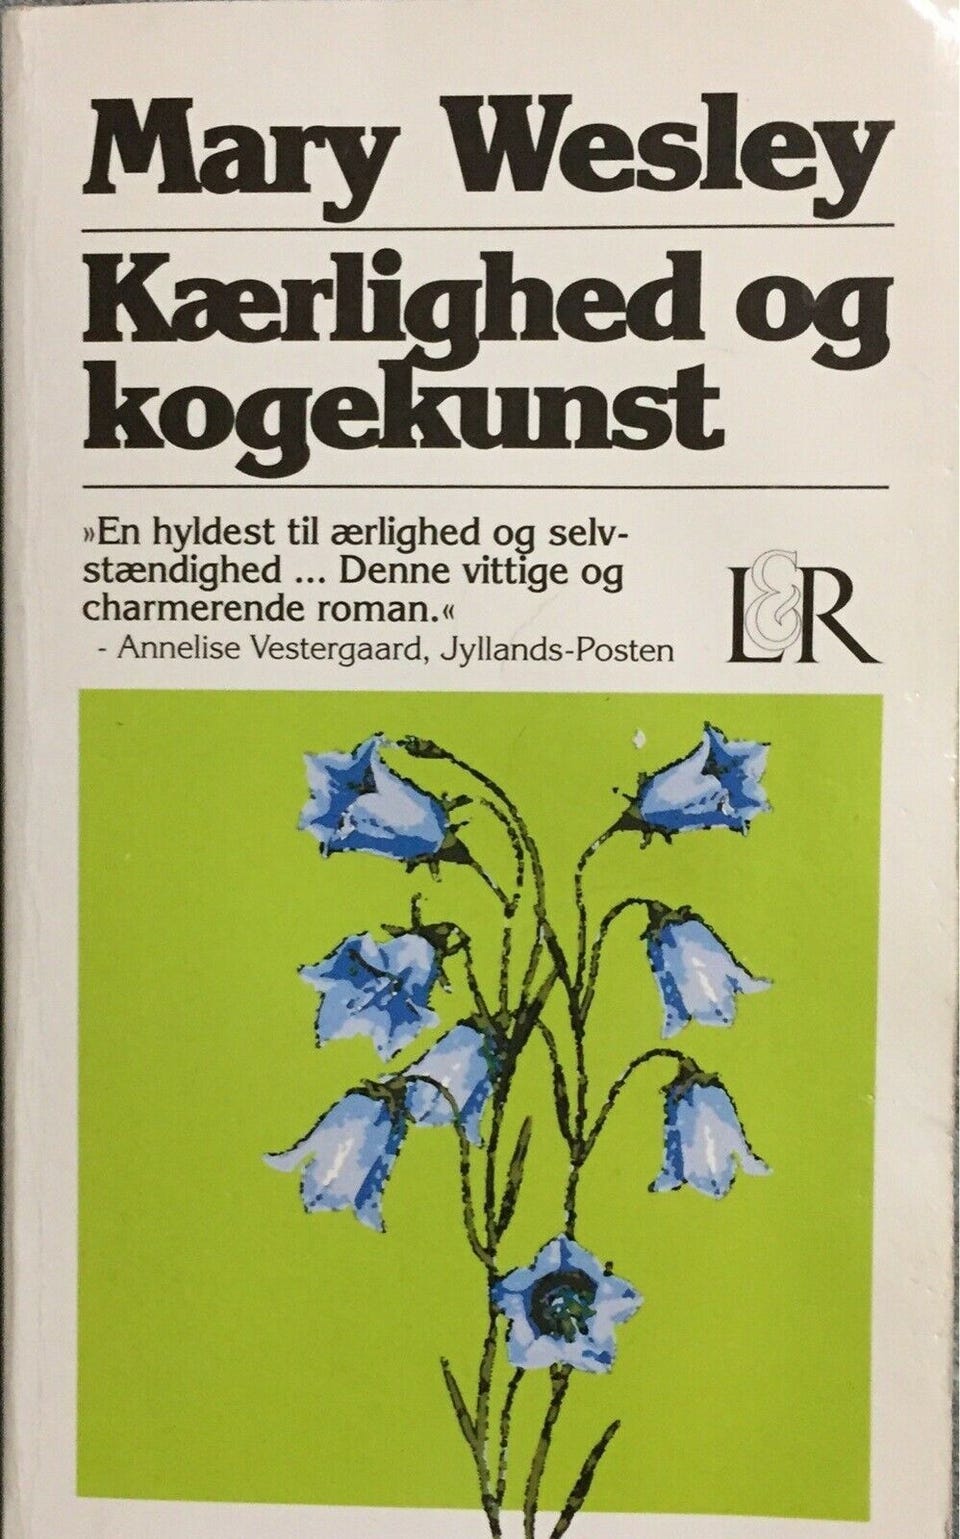 Mary Wesley
Kærlighed og
kogekunst
»En hyldest til ærlighed og selv-
stændighed ... Denne vittige og
charmerende roman.«
- Annelise Vestergaard, Jyllands-Posten
L&R